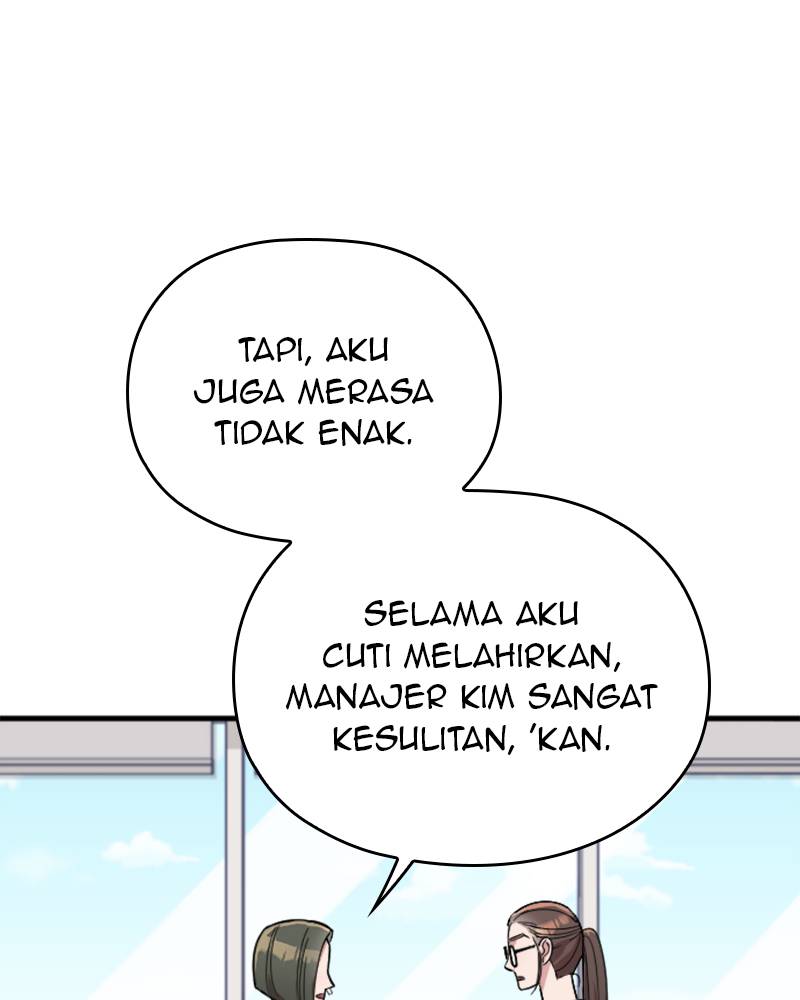 TAPI, AKU
JUGA MERASA
TIDAK ENAK.
SELAMA AKU
CUTI MELAHIRKAN,
MANAJER KIM SANGAT
KESULITAN, 'KAN.